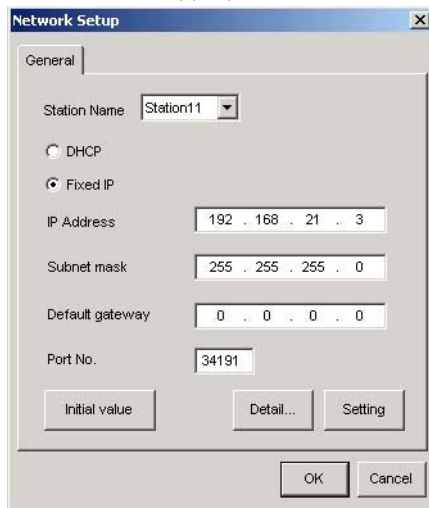 Network Setup
General
Station Name Station11
DHCP
Fixed IP
IP Address 192 . 168 . 21 . 3
Subnet mask 255 . 255 . 255 . 0
Default gateway 0 . 0 . 0 . 0
Port No. 34191
Initial value Detail... Setting
OK Cancel